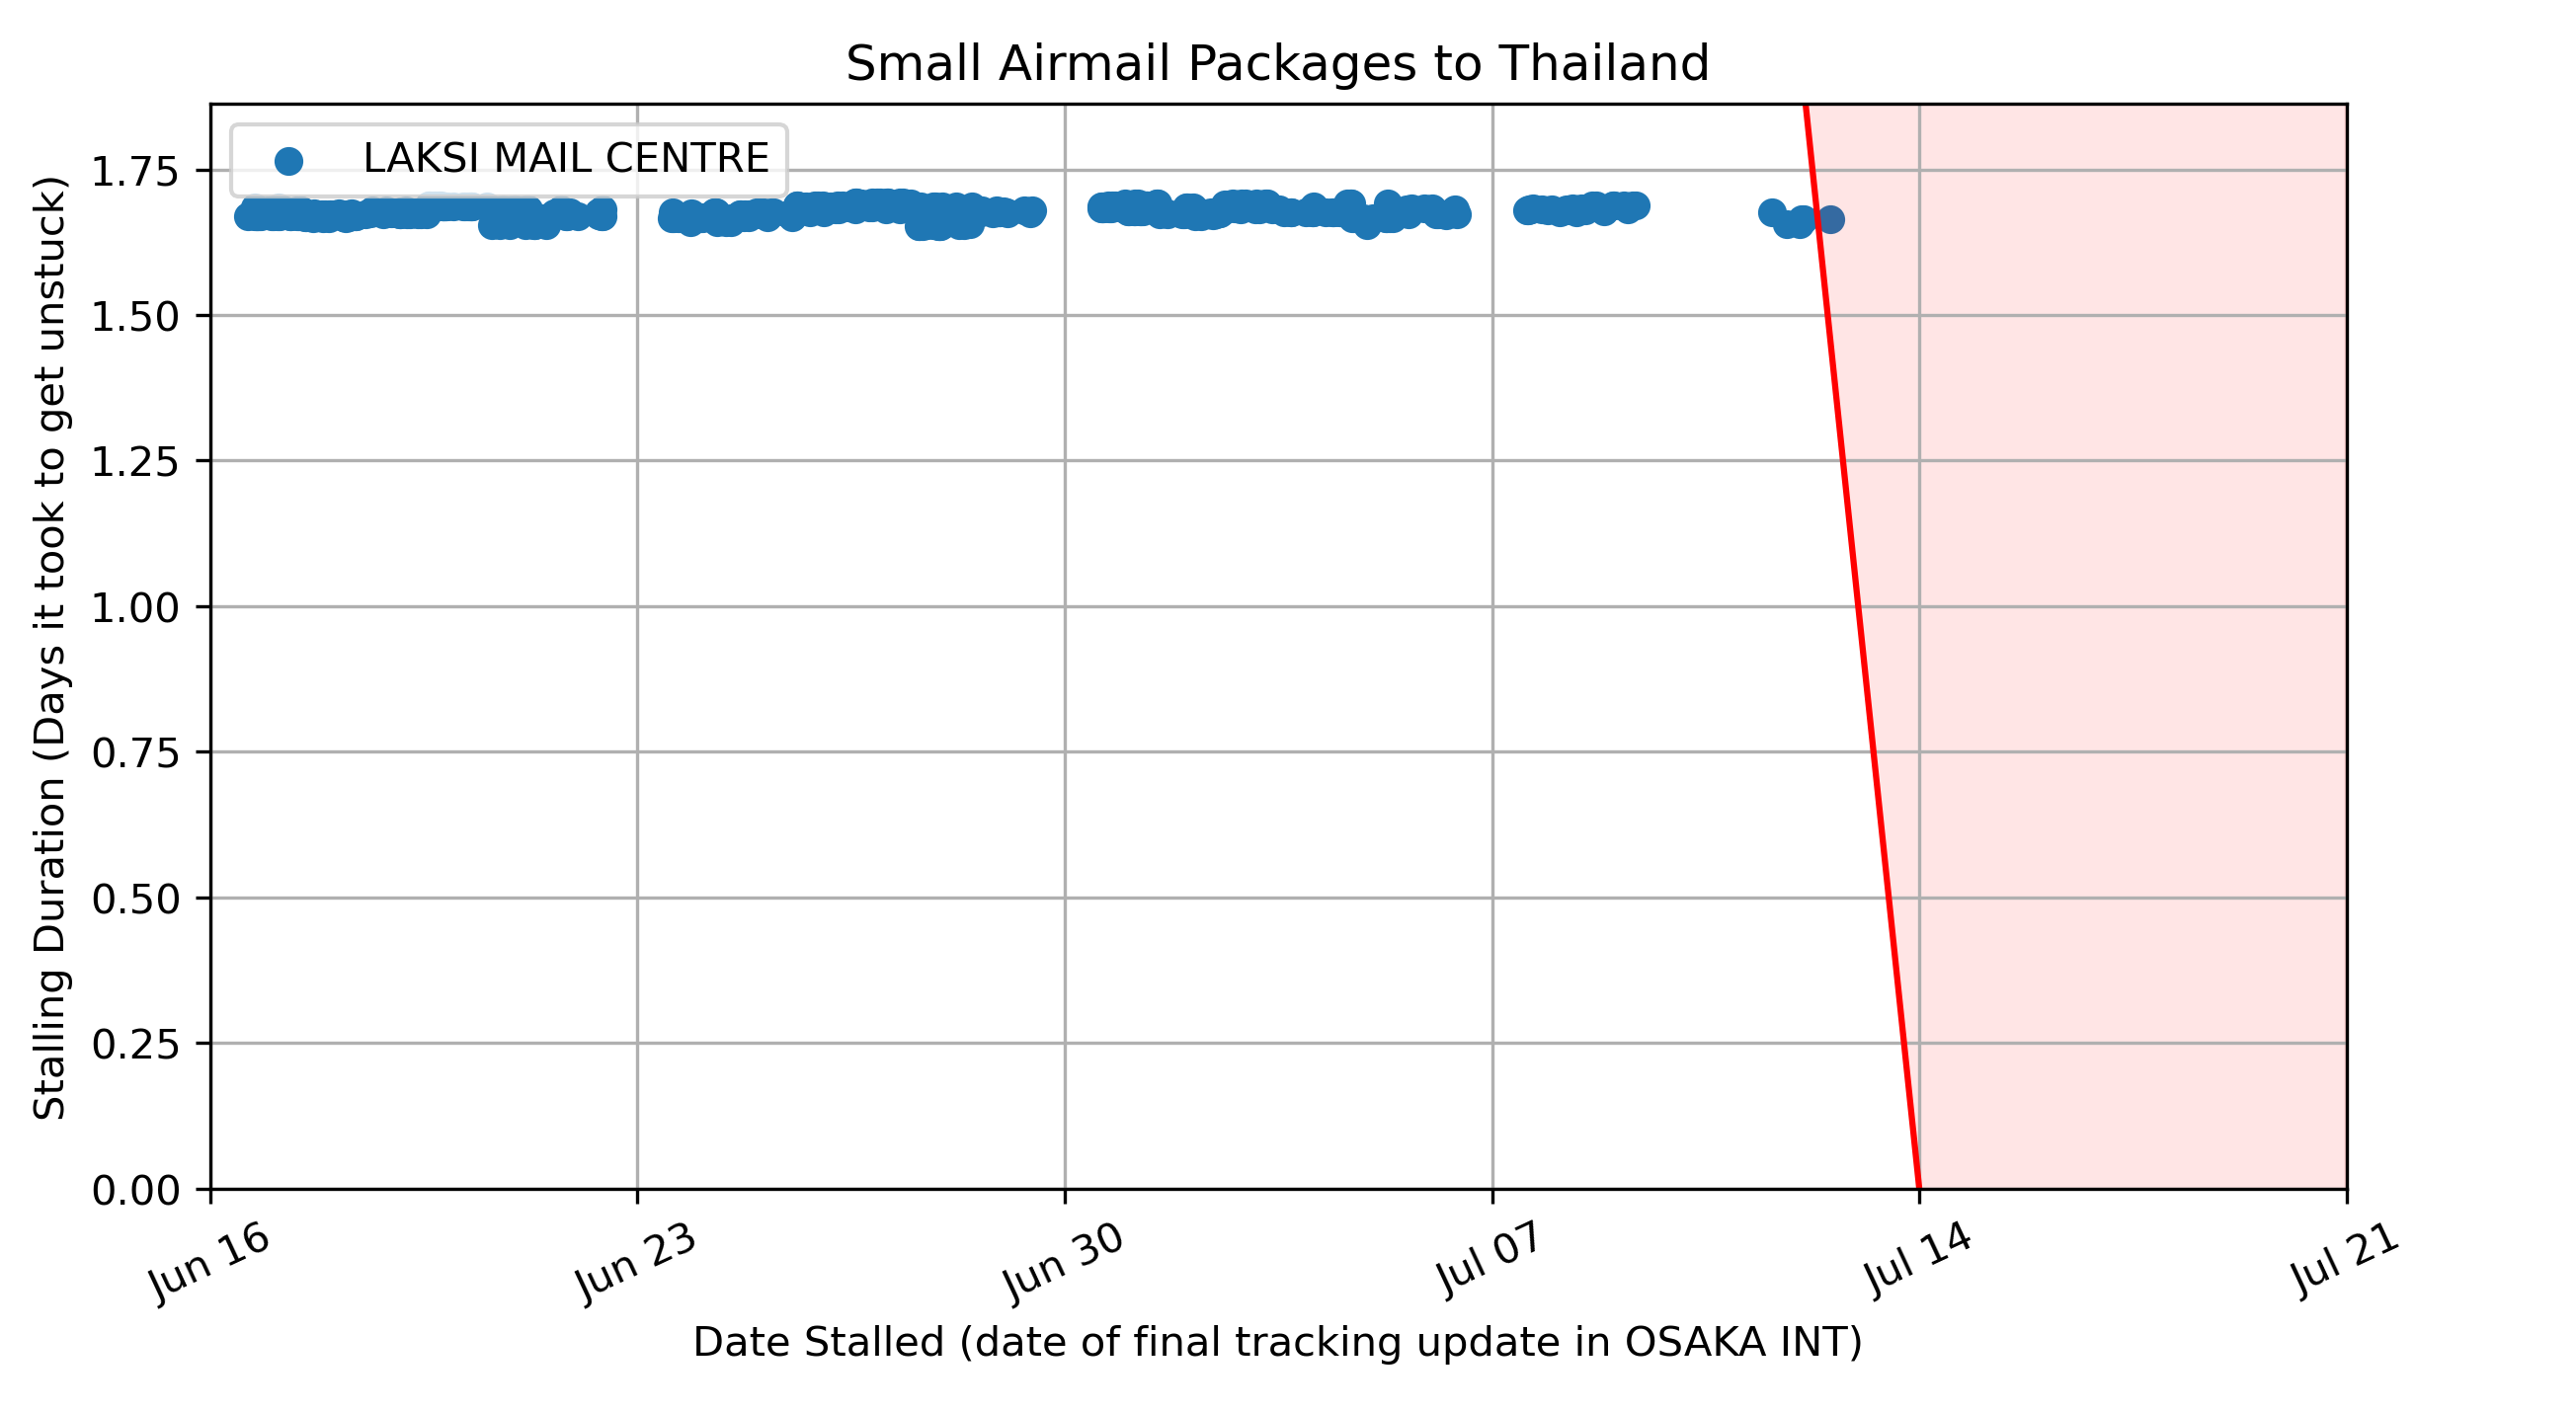 Small Airmail Packages to Thailand
LAKSI MAIL CENTRE
Stalling Duration (Days it took to get unstuck)
1.75
1.50
1.25
1.00
0.75
0.50
0.25
0.00
Jun 16
Jun 23
Jun 30
Jul 07
Jul 14
Jul 21
Date Stalled (date of final tracking update in OSAKA INT)